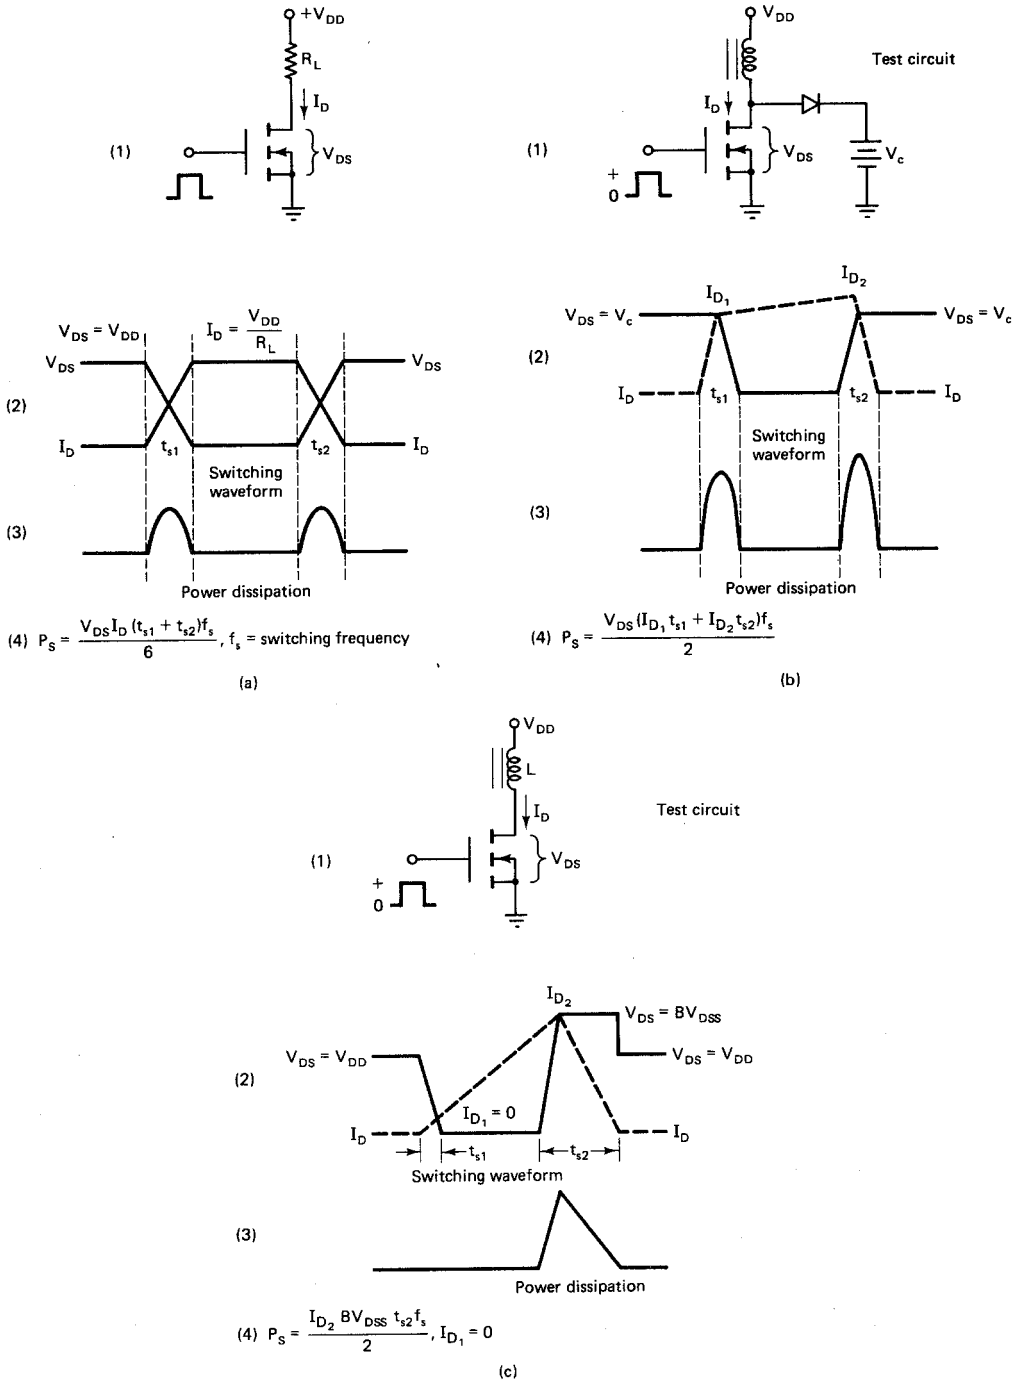 +V_DD
R_L
I_D
V_DS
(1)
V_DS = V_DD
I_D = V_DD / R_L
V_DS
V_DS
(2)
I_D
t_s1
t_s2
I_D
Switching
waveform
(3)
Power dissipation
(4) P_S = V_DS I_D (t_s1 + t_s2)f_s / 6 , f_s = switching frequency
(a)
V_DD
Test circuit
I_D
(1)
V_DS
V_c
+
0
I_D1
I_D2
V_DS = V_c
V_DS = V_c
(2)
I_D
t_s1
t_s2
I_D
Switching
waveform
(3)
Power dissipation
(4) P_S = V_DS (I_D1 t_s1 + I_D2 t_s2)f_s / 2
(b)
V_DD
L
Test circuit
I_D
(1)
V_DS
+
0
I_D2
V_DS = BV_DSS
V_DS = V_DD
V_DS = V_DD
(2)
I_D1 = 0
I_D
I_D
t_s1
t_s2
Switching waveform
(3)
Power dissipation
(4) P_S = I_D2 BV_DSS t_s2 f_s / 2 , I_D1 = 0
(c)